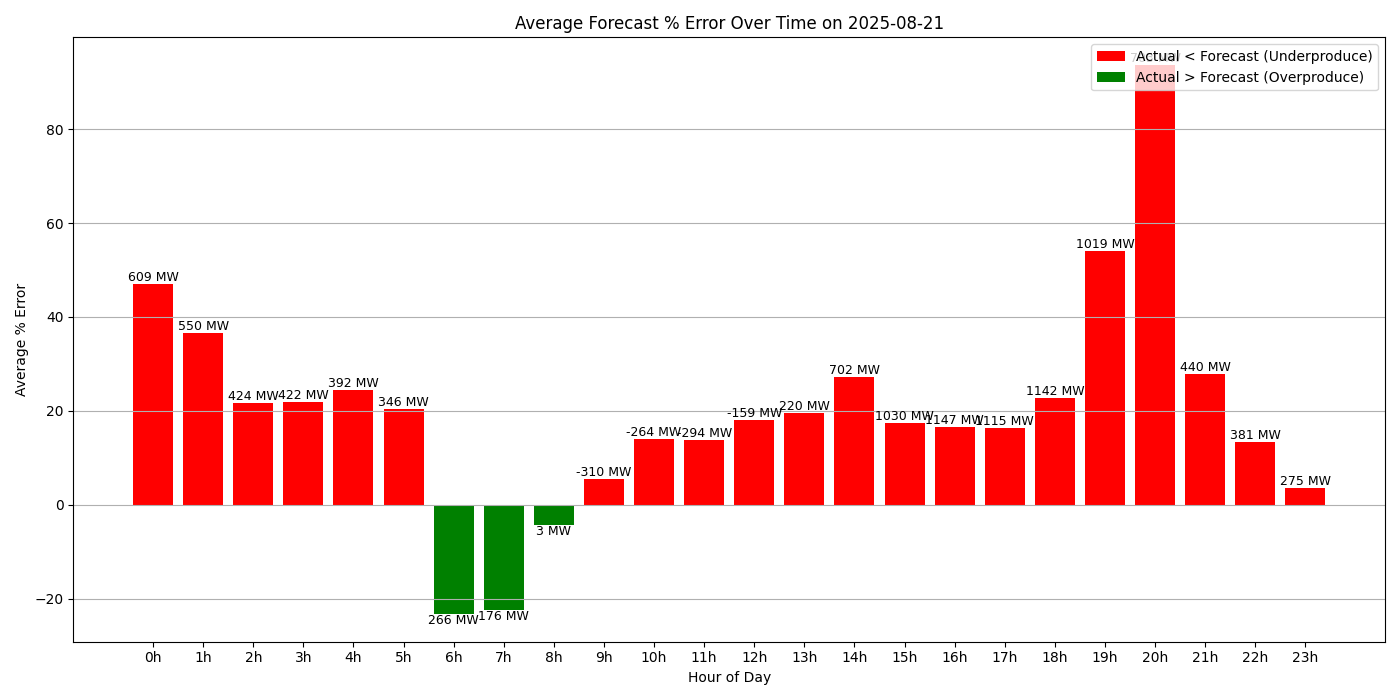 Average Forecast % Error Over Time on 2025-08-21
Actual < Forecast (Underproduce)
Actual > Forecast (Overproduce)
Average % Error
80
60
40
20
0
−20
609 MW
550 MW
424 MW
422 MW
392 MW
346 MW
266 MW
176 MW
3 MW
-310 MW
-264 MW
-294 MW
-159 MW
220 MW
702 MW
1030 MW
1147 MW
1115 MW
1142 MW
1019 MW
440 MW
381 MW
275 MW
0h 1h 2h 3h 4h 5h 6h 7h 8h 9h 10h 11h 12h 13h 14h 15h 16h 17h 18h 19h 20h 21h 22h 23h
Hour of Day